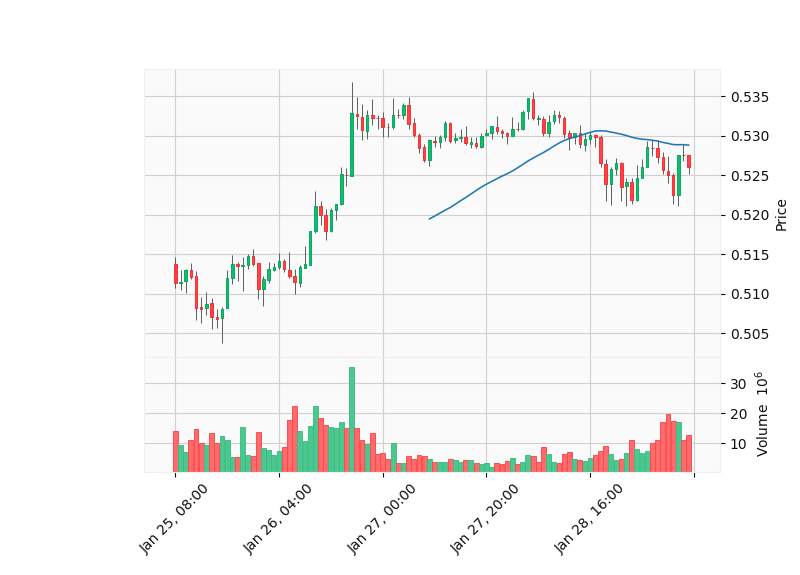 0.535
0.530
0.525
0.520
0.515
0.510
0.505
Price
30
20
10
Volume 10^6
Jan 25, 08:00
Jan 26, 04:00
Jan 27, 00:00
Jan 27, 20:00
Jan 28, 16:00